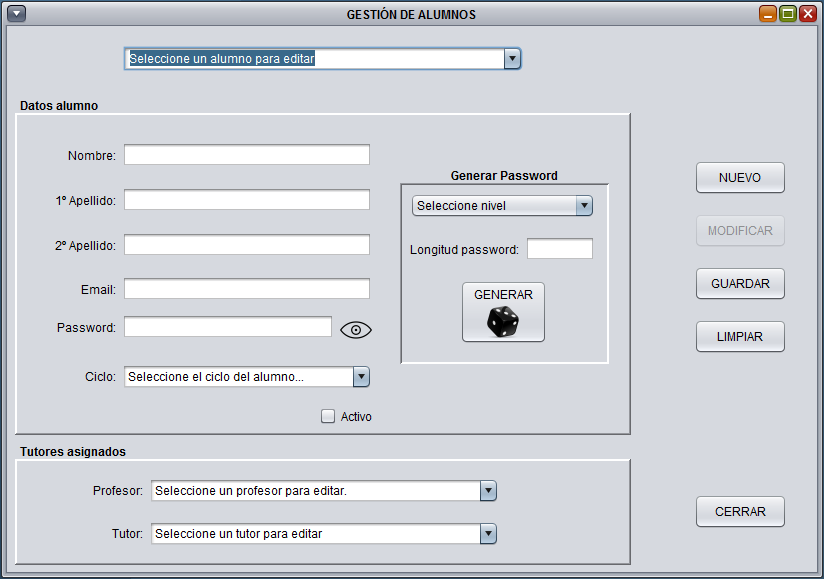 GESTIÓN DE ALUMNOS
Seleccione un alumno para editar
Datos alumno
Nombre:
1º Apellido:
2º Apellido:
Email:
Password:
Ciclo: Seleccione el ciclo del alumno...
Activo
Generar Password
Seleccione nivel
Longitud password:
GENERAR
NUEVO
MODIFICAR
GUARDAR
LIMPIAR
Tutores asignados
Profesor: Seleccione un profesor para editar.
Tutor: Seleccione un tutor para editar
CERRAR